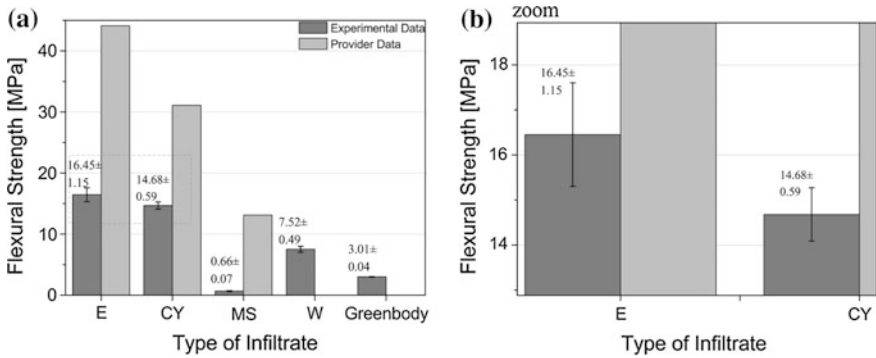 (a)
Experimental Data
Provider Data
Flexural Strength [MPa]
40
30
20
10
0
16.45±
1.15
14.68±
0.59
0.66±
0.07
7.52±
0.49
3.01±
0.04
E CY MS W Greenbody
Type of Infiltrate
(b) zoom
Flexural Strength [MPa]
18
16
14
16.45±
1.15
14.68±
0.59
E CY
Type of Infiltrate